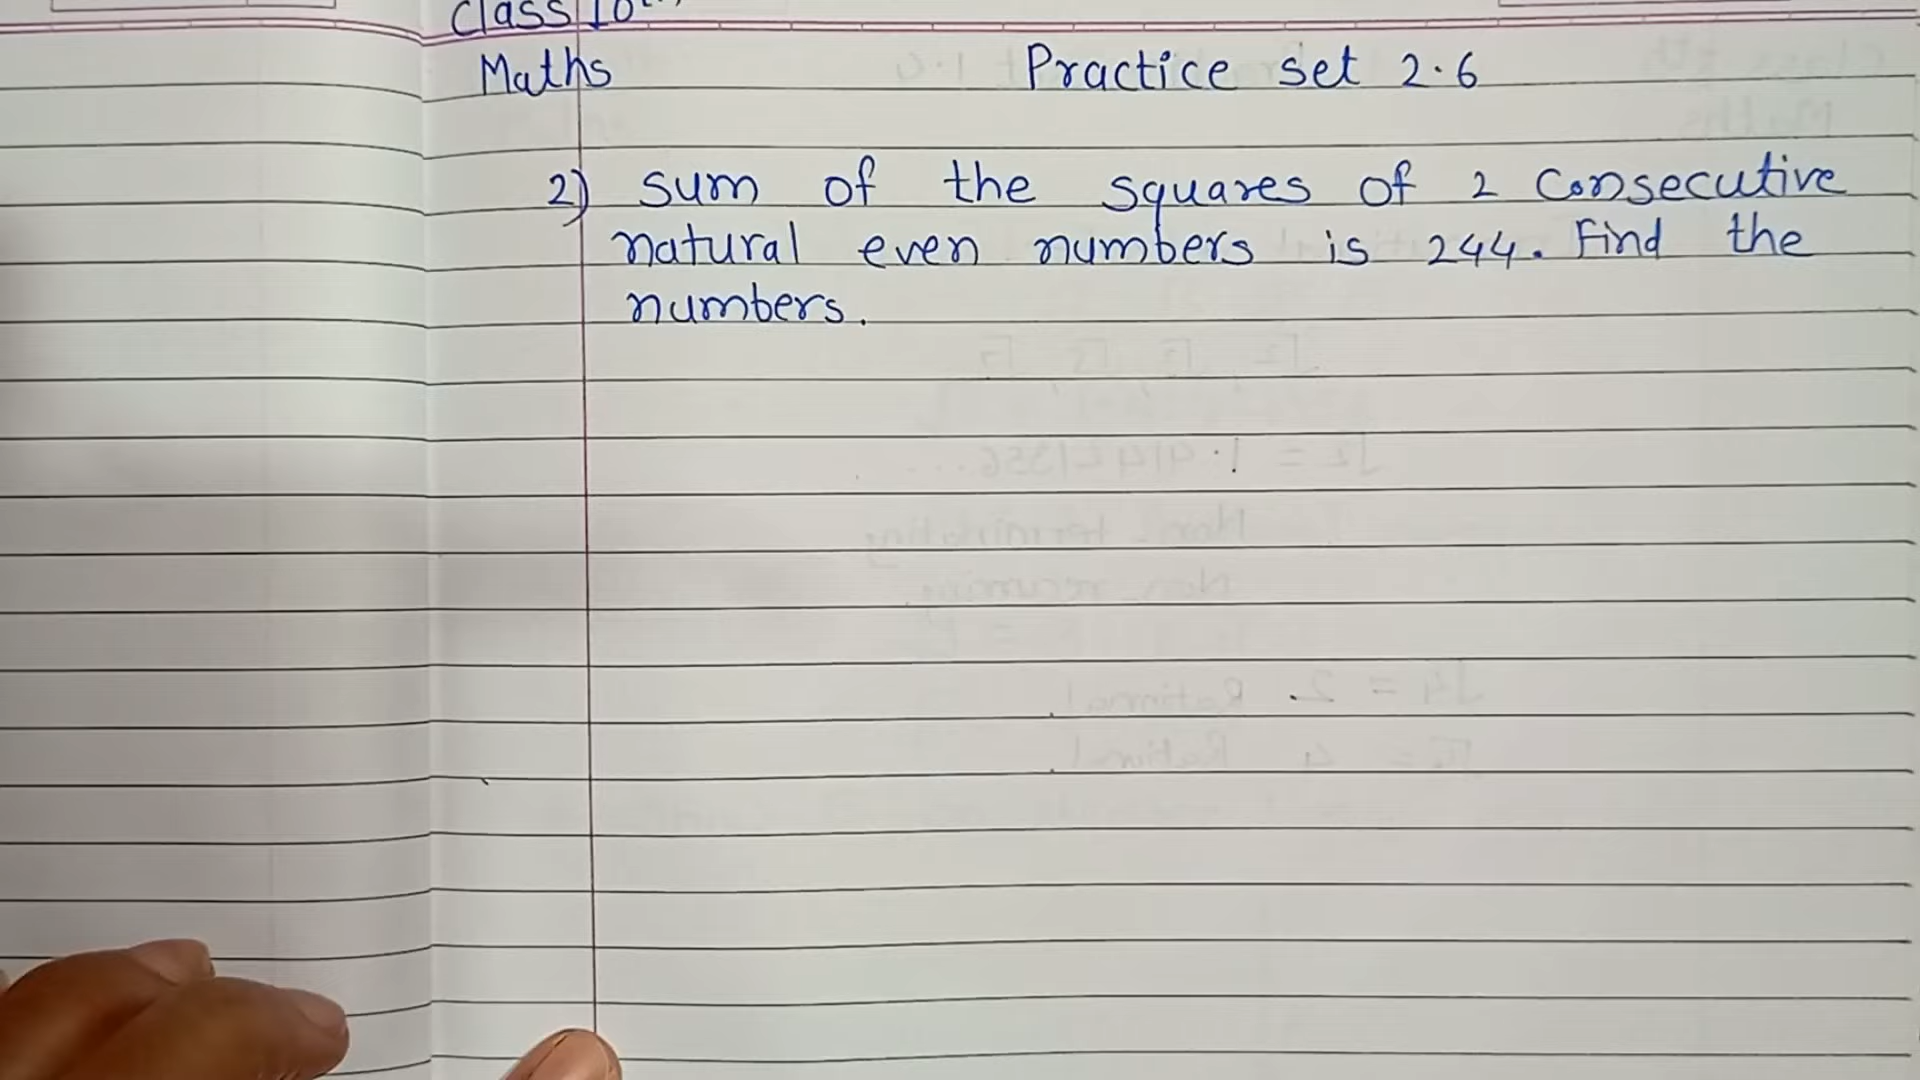 Class 10th
Maths
Practice set 2.6
2) Sum of the squares of 2 consecutive
natural even numbers is 244. Find the
numbers.